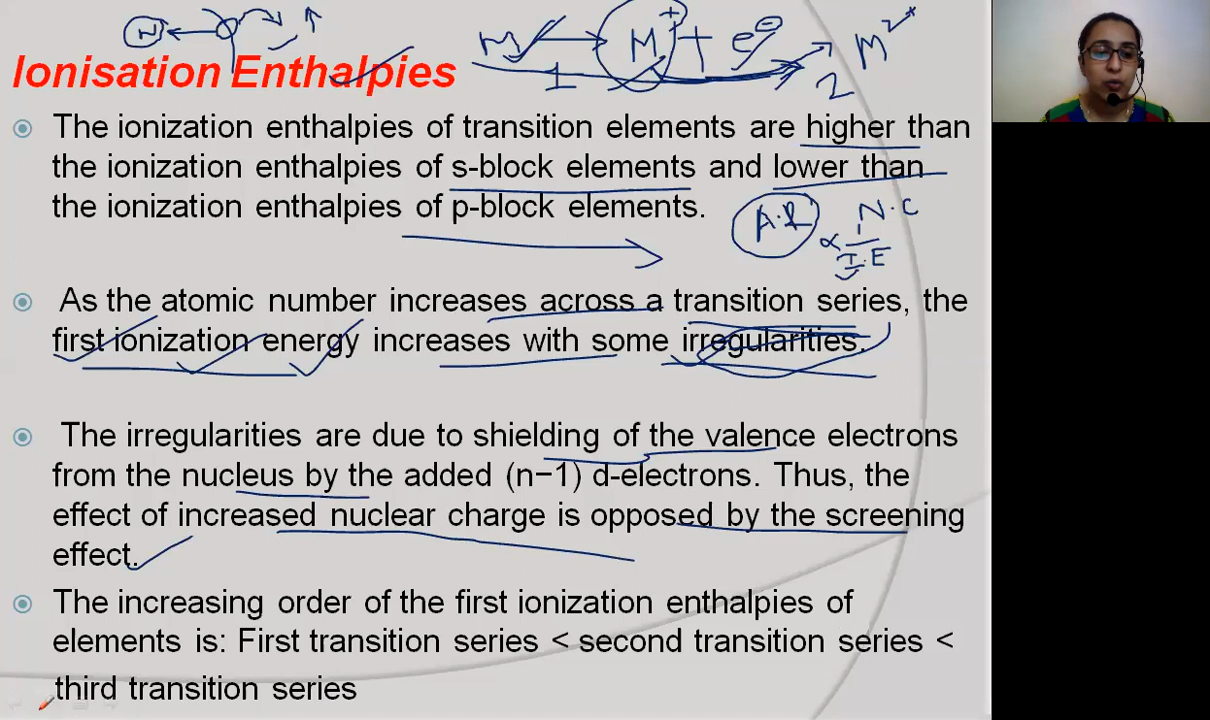 N
M → M⁺ + e⊖
1
2
M²⁺
Ionisation Enthalpies
The ionization enthalpies of transition elements are higher than
the ionization enthalpies of s-block elements and lower than
the ionization enthalpies of p-block elements.
A.R
N.C
∝ 1/I.E
As the atomic number increases across a transition series, the
first ionization energy increases with some irregularities.
The irregularities are due to shielding of the valence electrons
from the nucleus by the added (n−1) d-electrons. Thus, the
effect of increased nuclear charge is opposed by the screening
effect.
The increasing order of the first ionization enthalpies of
elements is: First transition series < second transition series <
third transition series